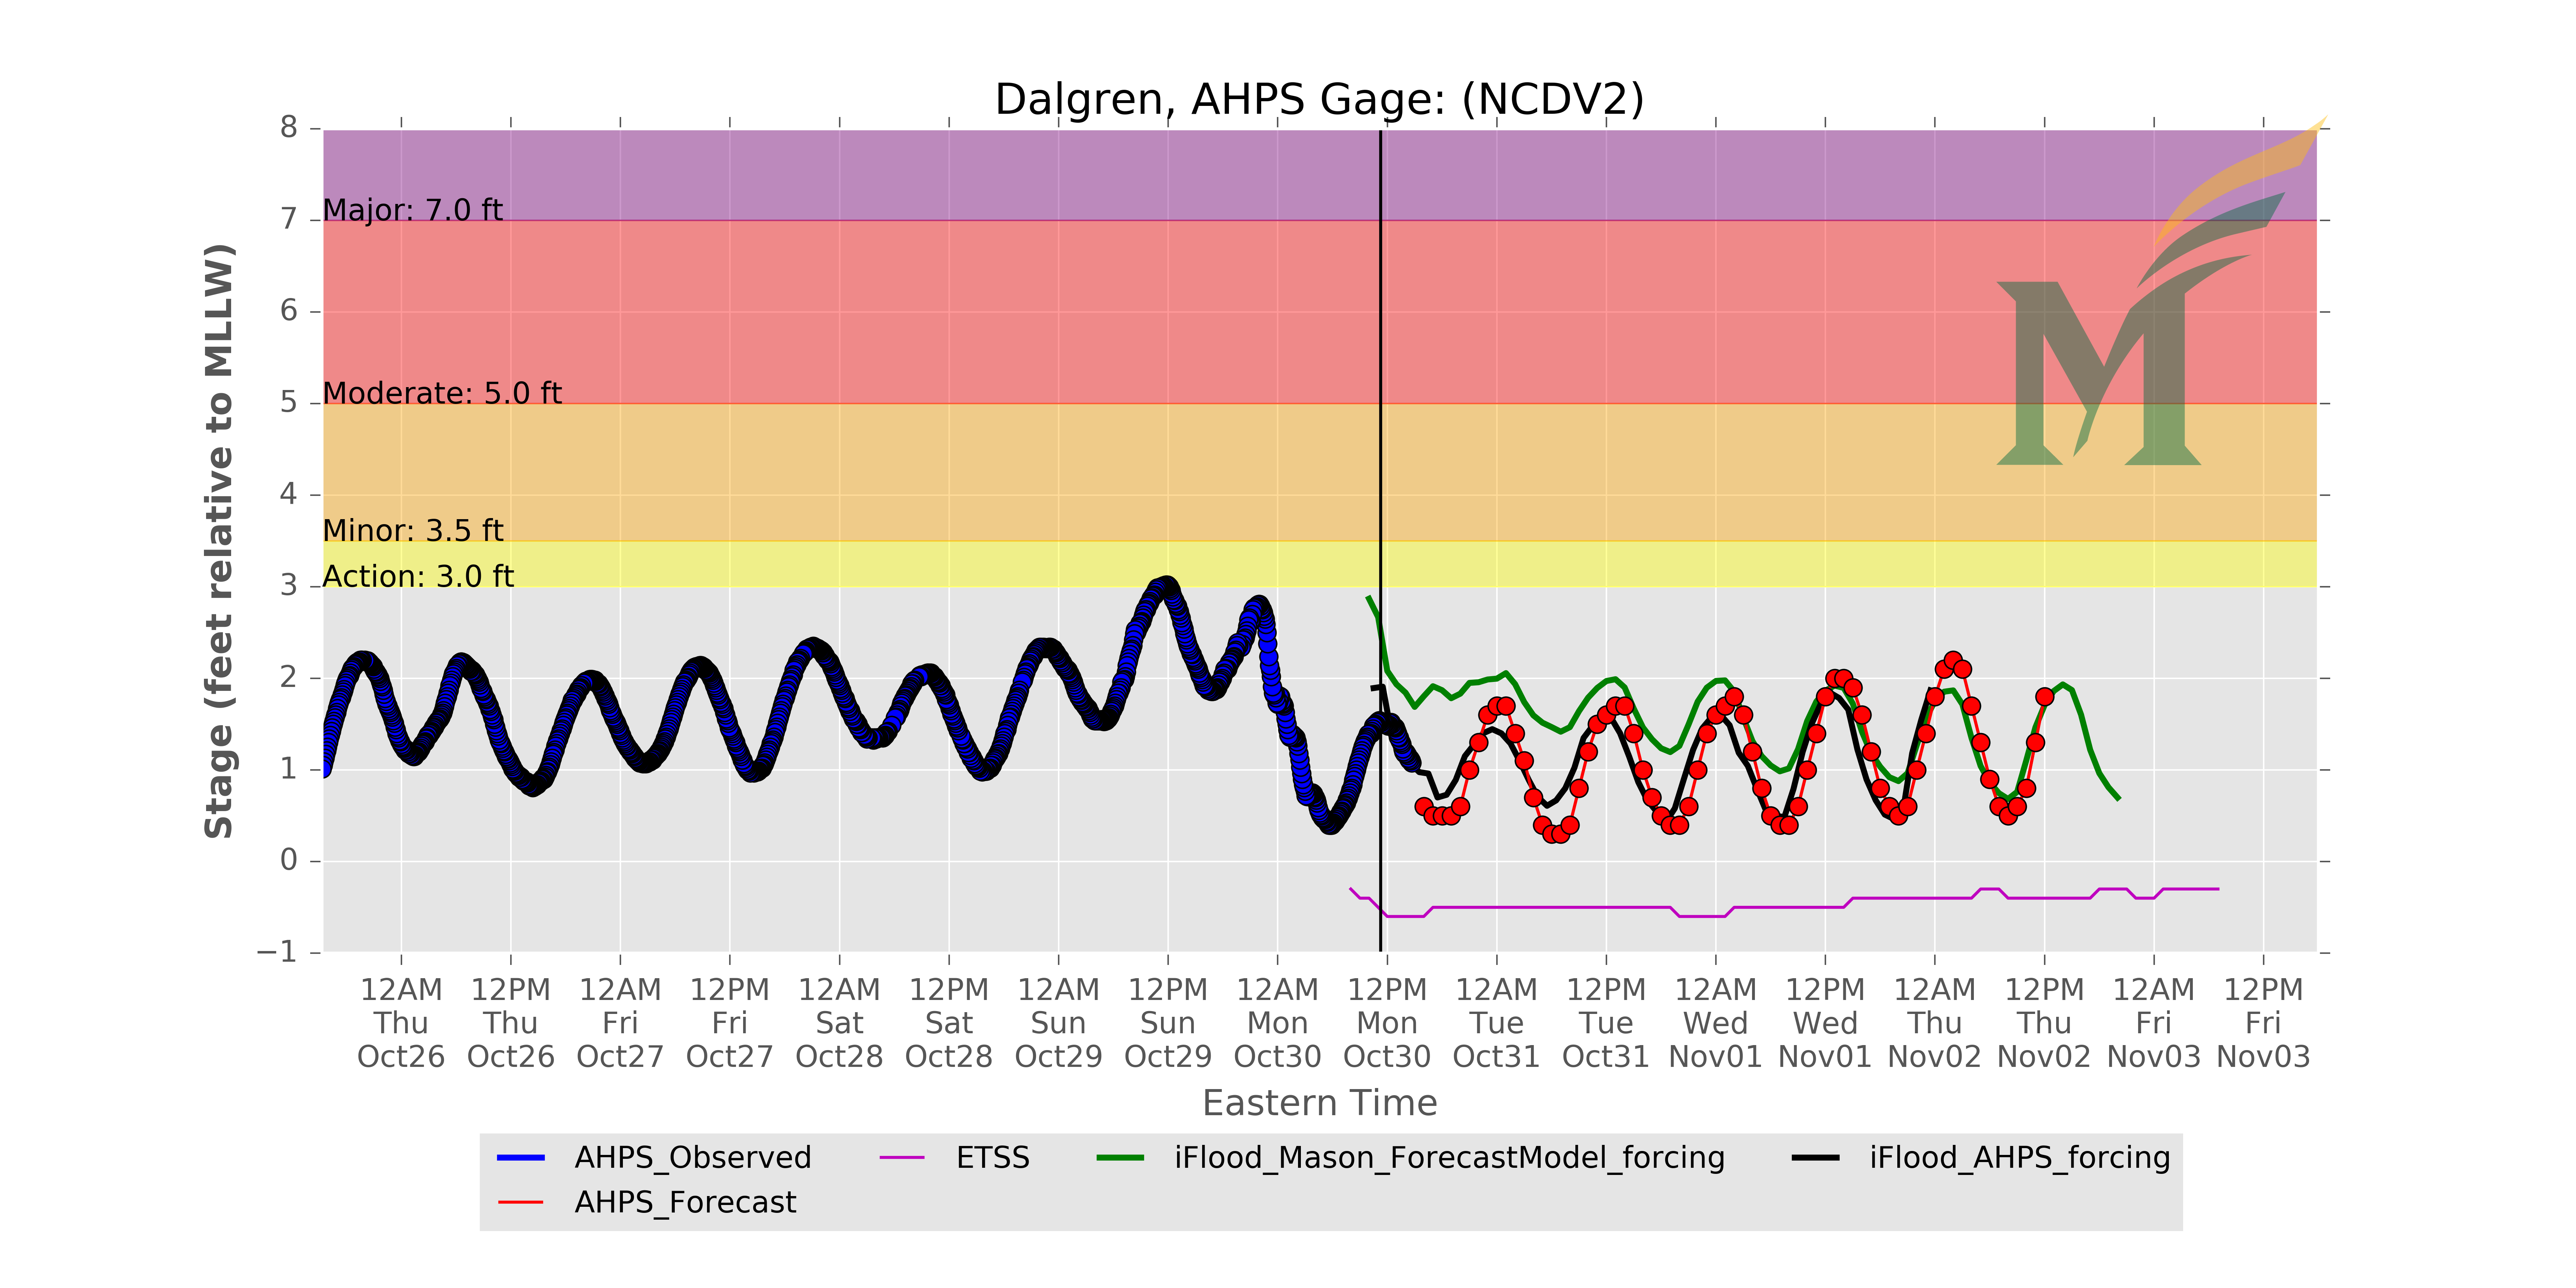 Dalgren, AHPS Gage: (NCDV2)
Stage (feet relative to MLLW)
8
7
6
5
4
3
2
1
0
−1
Major: 7.0 ft
Moderate: 5.0 ft
Minor: 3.5 ft
Action: 3.0 ft
M
12AM 12PM 12AM 12PM 12AM 12PM 12AM 12PM 12AM 12PM 12AM 12PM 12AM 12PM 12AM 12PM 12AM 12PM
Thu Thu Fri Fri Sat Sat Sun Sun Mon Mon Tue Tue Wed Wed Thu Thu Fri Fri
Oct26 Oct26 Oct27 Oct27 Oct28 Oct28 Oct29 Oct29 Oct30 Oct30 Oct31 Oct31 Nov01 Nov01 Nov02 Nov02 Nov03 Nov03
Eastern Time
AHPS_Observed ETSS iFlood_Mason_ForecastModel_forcing iFlood_AHPS_forcing
AHPS_Forecast